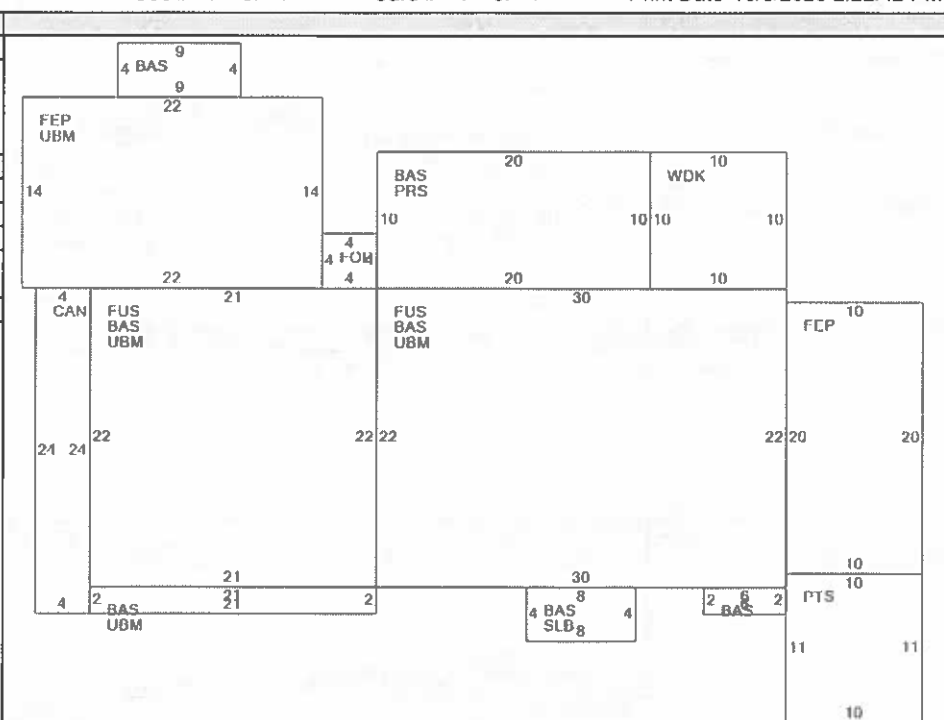 9
4 BAS 4
9
22
FEP
UBM
14 14
20 10
BAS WDK
PRS
10 10 10 10
4
4 4
4
22 20 10
4 21 30
CAN FUS FUS
BAS BAS
UBM UBM
10
FEP
24 24 22 22 22 22 20 20
21 30 10
4 2 21 2 8 2 6 2 10
BAS 4 BAS 4 BAS PTS
UBM SLB 8
11 11
10